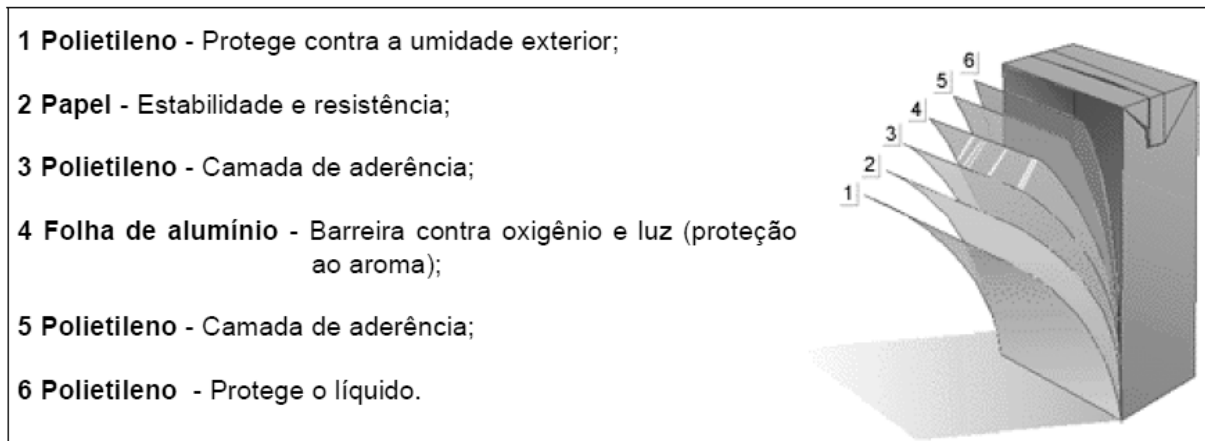 1 Polietileno - Protege contra a umidade exterior;
2 Papel - Estabilidade e resistência;
3 Polietileno - Camada de aderência;
4 Folha de alumínio - Barreira contra oxigênio e luz (proteção
ao aroma);
5 Polietileno - Camada de aderência;
6 Polietileno - Protege o líquido.
6
5
4
3
2
1